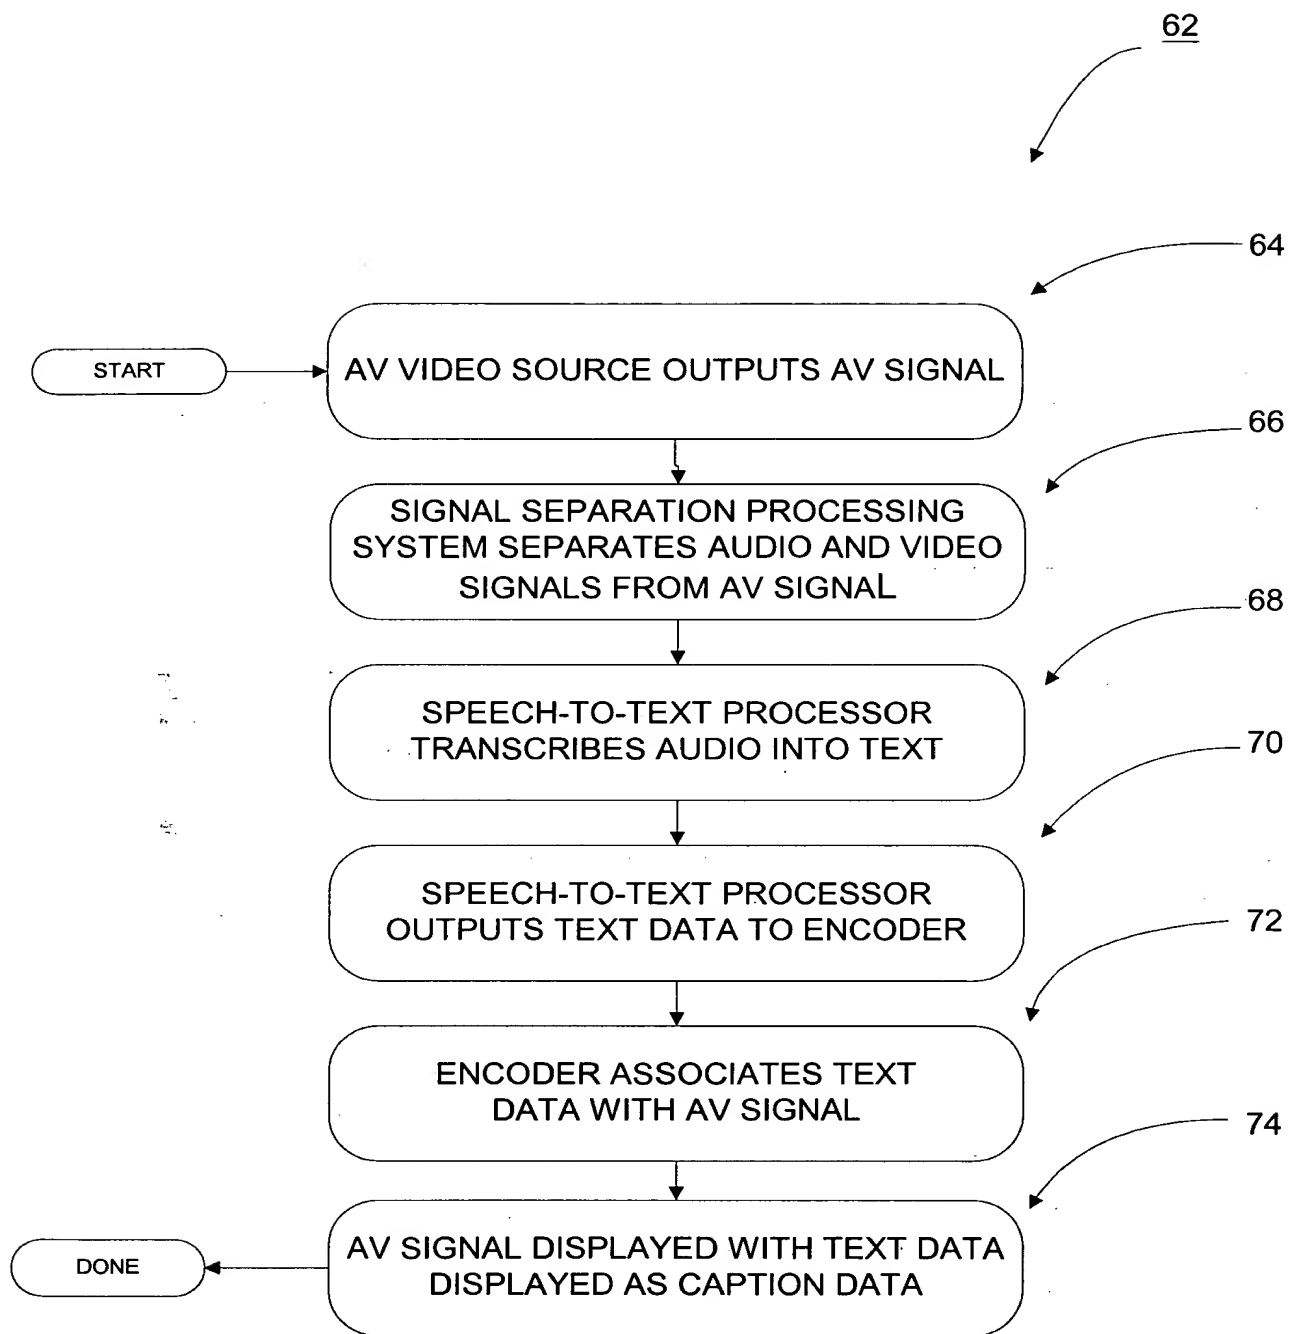 62
64
START
AV VIDEO SOURCE OUTPUTS AV SIGNAL
66
SIGNAL SEPARATION PROCESSING
SYSTEM SEPARATES AUDIO AND VIDEO
SIGNALS FROM AV SIGNAL
68
SPEECH-TO-TEXT PROCESSOR
TRANSCRIBES AUDIO INTO TEXT
70
SPEECH-TO-TEXT PROCESSOR
OUTPUTS TEXT DATA TO ENCODER
72
ENCODER ASSOCIATES TEXT
DATA WITH AV SIGNAL
74
AV SIGNAL DISPLAYED WITH TEXT DATA
DISPLAYED AS CAPTION DATA
DONE